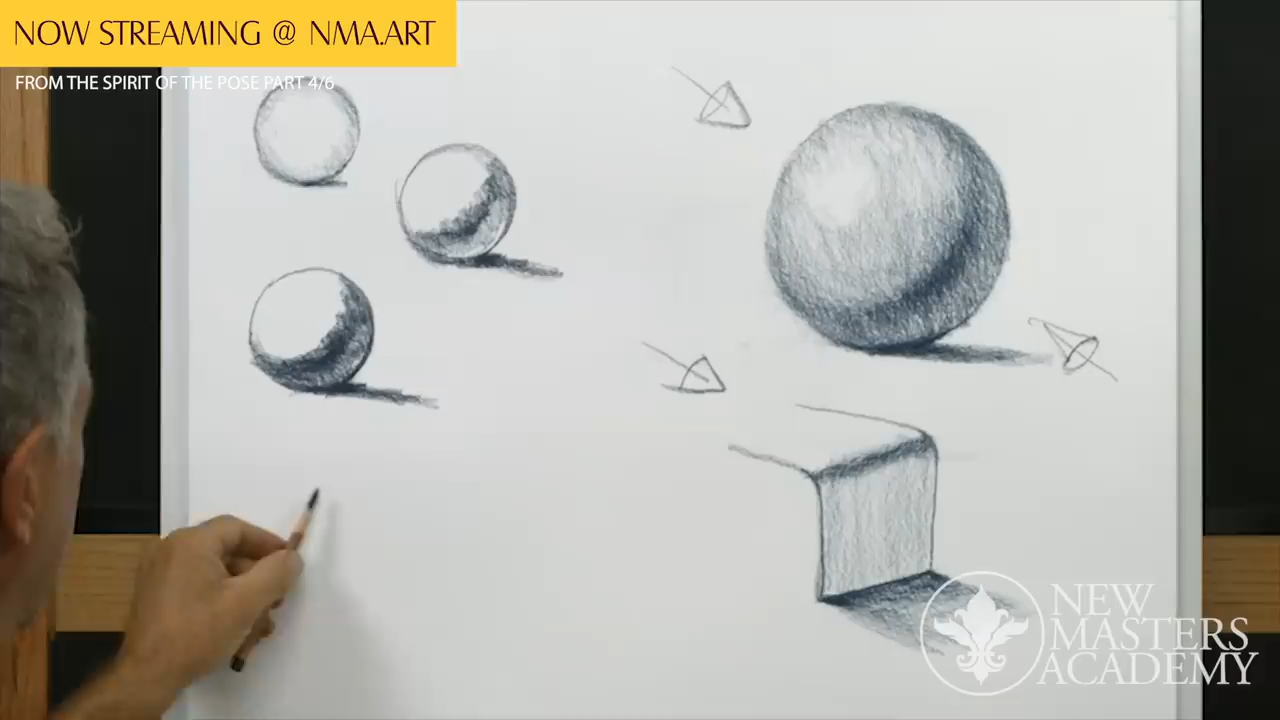 NOW STREAMING @ NMA.ART
FROM THE SPIRIT OF THE POSE PART 4/6
NEW
MASTERS
ACADEMY